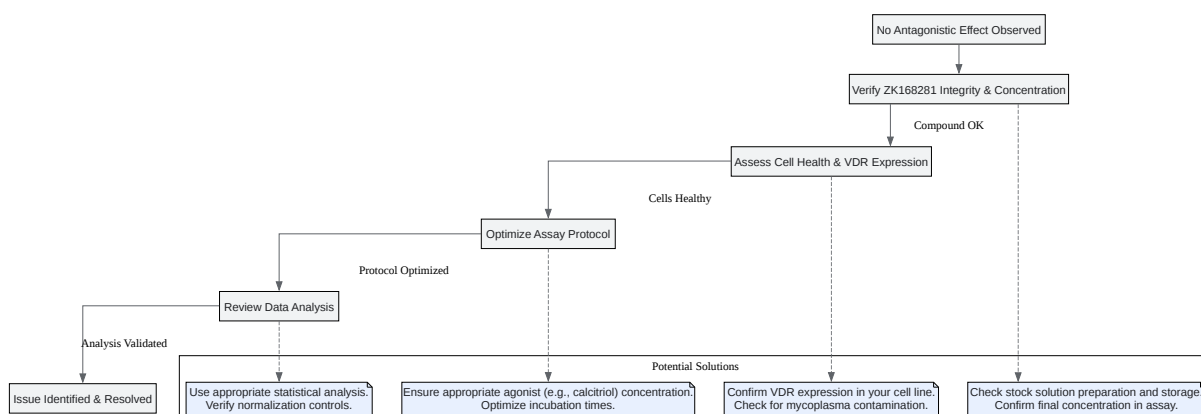 No Antagonistic Effect Observed
Verify ZK168281 Integrity & Concentration
Compound OK
Assess Cell Health & VDR Expression
Cells Healthy
Optimize Assay Protocol
Protocol Optimized
Review Data Analysis
Analysis Validated
Potential Solutions
Issue Identified & Resolved
Use appropriate statistical analysis.
Verify normalization controls.
Ensure appropriate agonist (e.g., calcitriol) concentration.
Optimize incubation times.
Confirm VDR expression in your cell line.
Check for mycoplasma contamination.
Check stock solution preparation and storage.
Confirm final concentration in assay.